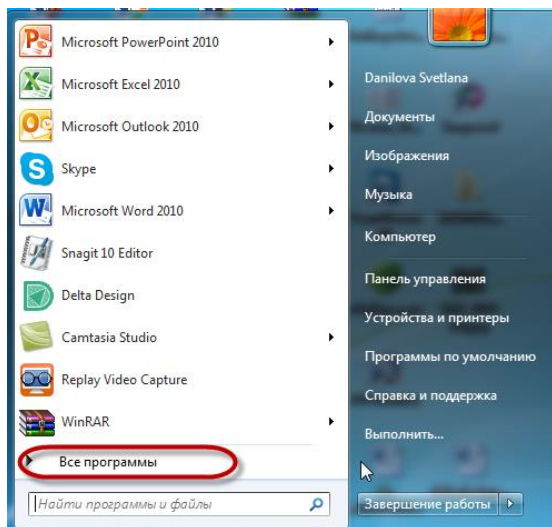 Microsoft PowerPoint 2010
Microsoft Excel 2010
Microsoft Outlook 2010
Skype
Microsoft Word 2010
Snagit 10 Editor
Delta Design
Camtasia Studio
Replay Video Capture
WinRAR
Все программы
Найти программы и файлы
Danilova Svetlana
Документы
Изображения
Музыка
Компьютер
Панель управления
Устройства и принтеры
Программы по умолчанию
Справка и поддержка
Выполнить...
Завершение работы